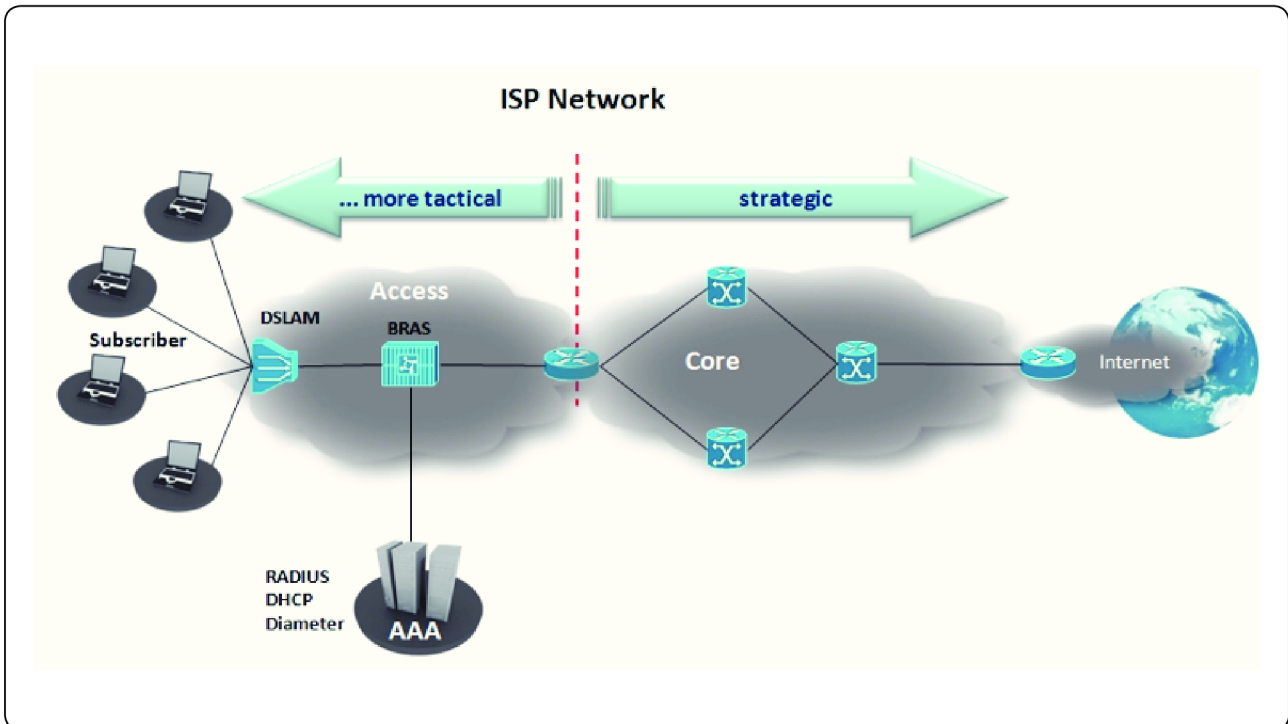 ISP Network
... more tactical
strategic
Access
DSLAM
BRAS
Subscriber
Core
Internet
RADIUS
DHCP
Diameter
AAA